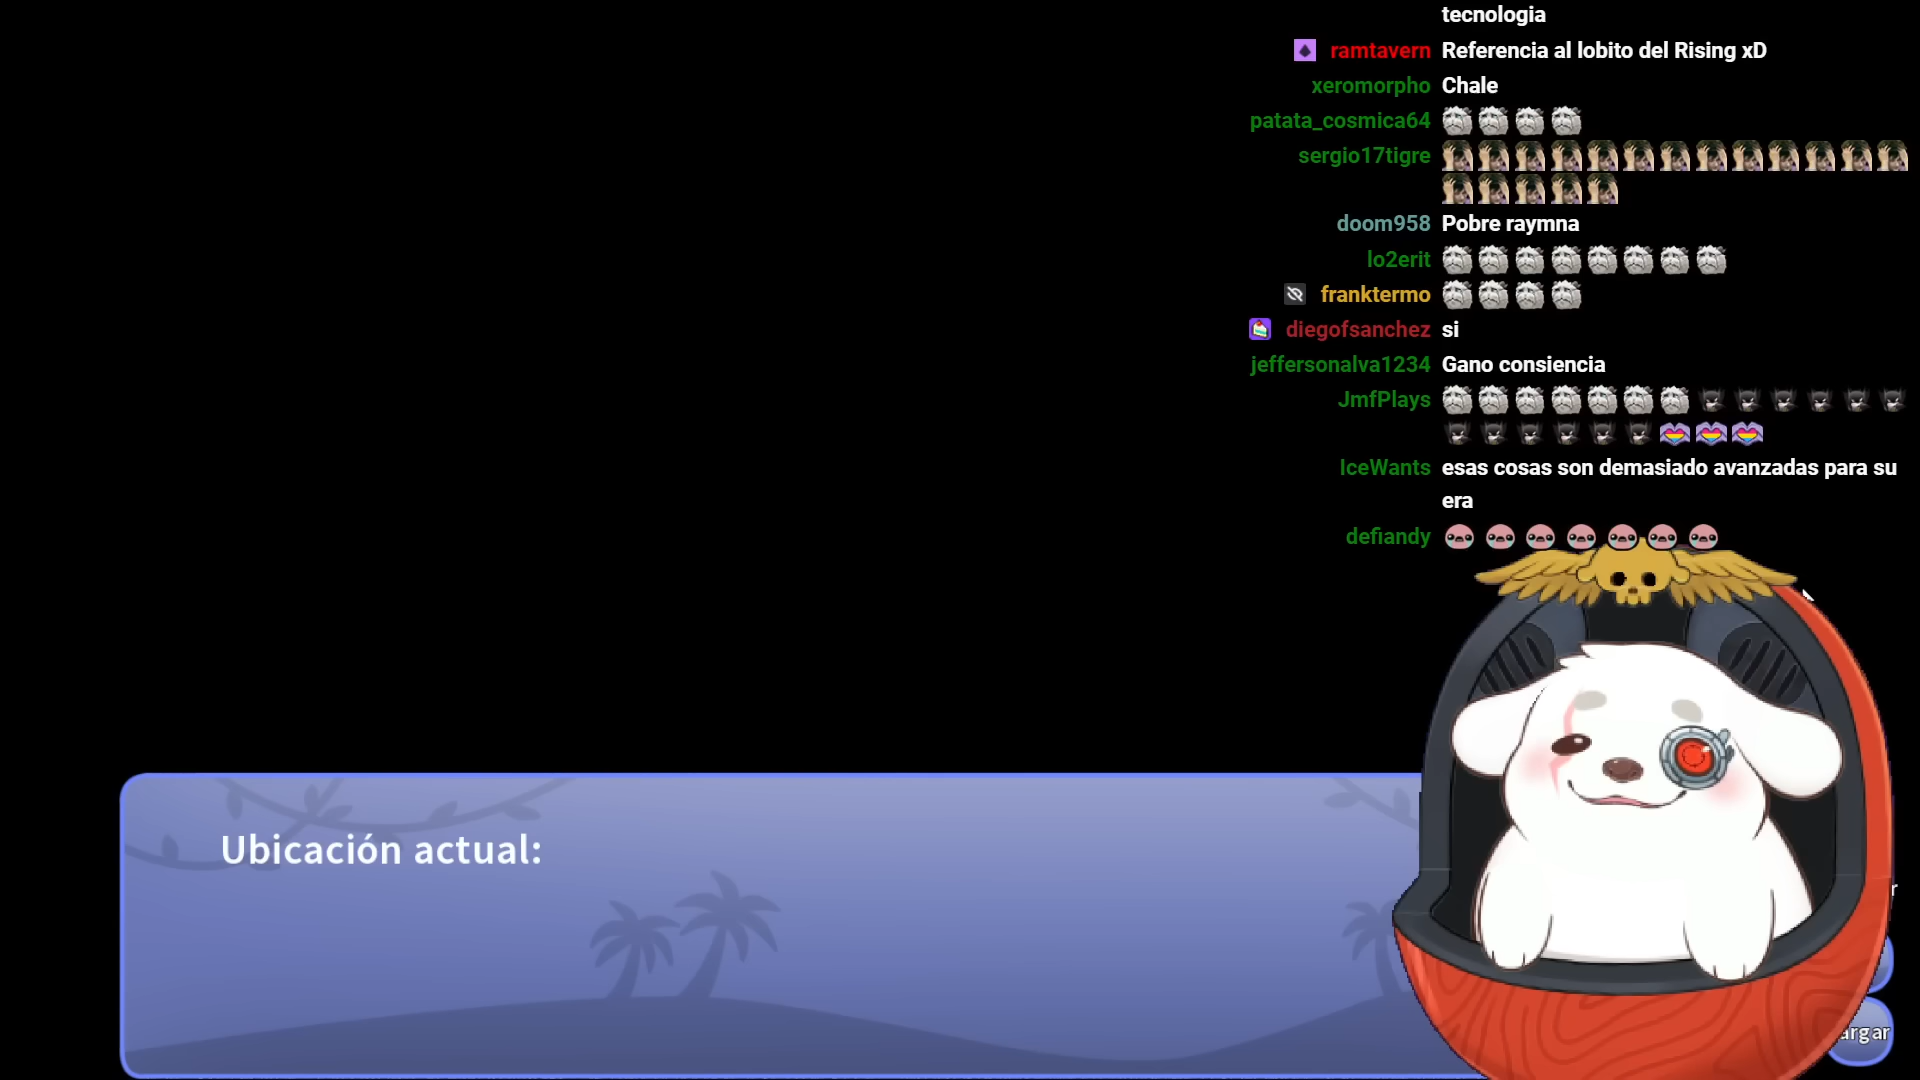 tecnologia
ramtavern Referencia al lobito del Rising xD
xeromorpho Chale
patata_cosmica64
sergio17tigre
doom958 Pobre raymna
lo2erit
franktermo
diegofsanchez si
jeffersonalva1234 Gano consiencia
JmfPlays
IceWants esas cosas son demasiado avanzadas para su
era
defiandy
Ubicación actual: